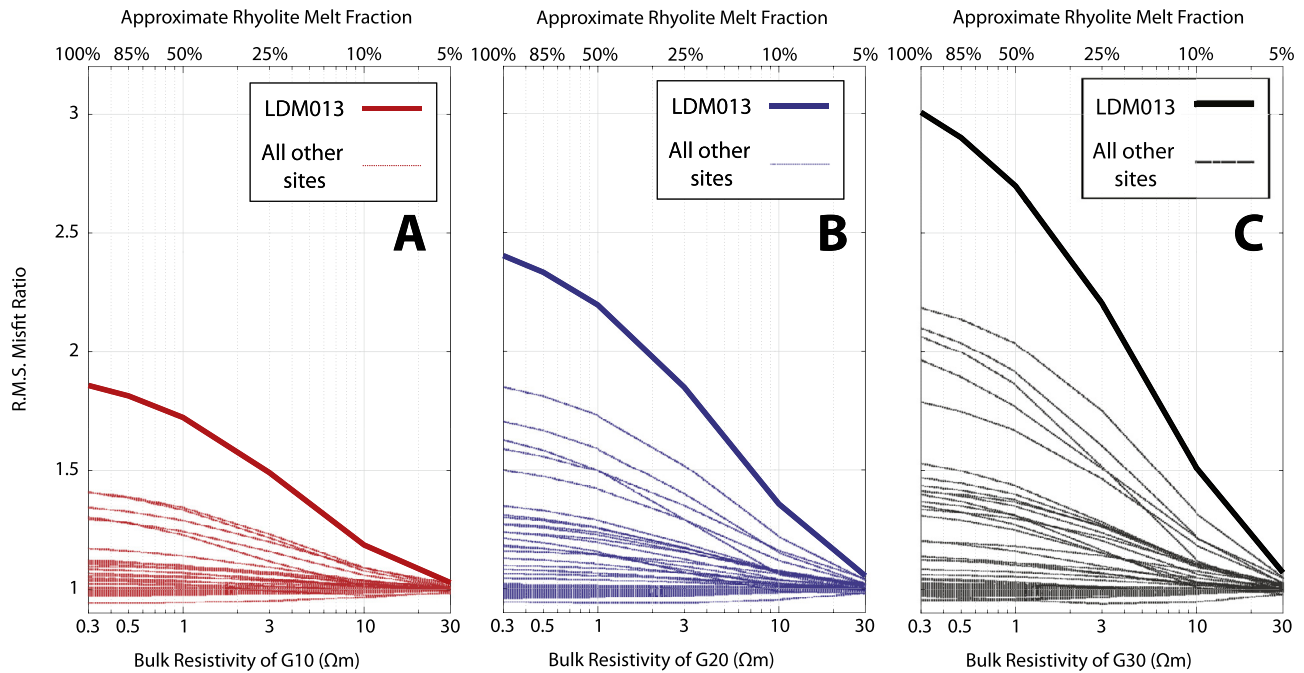 Approximate Rhyolite Melt Fraction
100% 85% 50% 25% 10% 5%
LDM013
All other
sites
A
R.M.S. Misfit Ratio
3
2.5
2
1.5
1
0.3 0.5 1 3 10 30
Bulk Resistivity of G10 (Ωm)
Approximate Rhyolite Melt Fraction
100% 85% 50% 25% 10% 5%
LDM013
All other
sites
B
0.3 0.5 1 3 10 30
Bulk Resistivity of G20 (Ωm)
Approximate Rhyolite Melt Fraction
100% 85% 50% 25% 10% 5%
LDM013
All other
sites
C
0.3 0.5 1 3 10 30
Bulk Resistivity of G30 (Ωm)